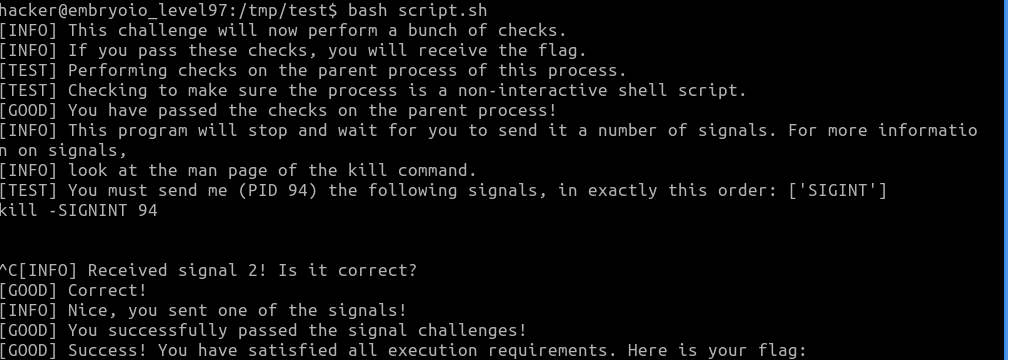 hacker@embryoio_level97:/tmp/test$ bash script.sh
[INFO] This challenge will now perform a bunch of checks.
[INFO] If you pass these checks, you will receive the flag.
[TEST] Performing checks on the parent process of this process.
[TEST] Checking to make sure the process is a non-interactive shell script.
[GOOD] You have passed the checks on the parent process!
[INFO] This program will stop and wait for you to send it a number of signals. For more informatio
n on signals,
[INFO] look at the man page of the kill command.
[TEST] You must send me (PID 94) the following signals, in exactly this order: ['SIGINT']
kill -SIGNINT 94
^C[INFO] Received signal 2! Is it correct?
[GOOD] Correct!
[INFO] Nice, you sent one of the signals!
[GOOD] You successfully passed the signal challenges!
[GOOD] Success! You have satisfied all execution requirements. Here is your flag: